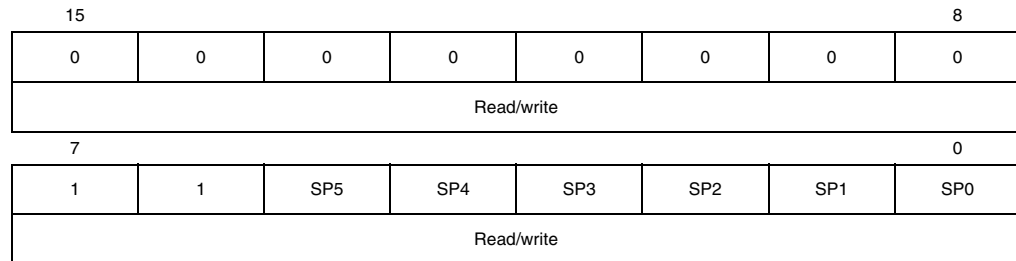 15 8
0 0 0 0 0 0 0 0
Read/write
7 0
1 1 SP5 SP4 SP3 SP2 SP1 SP0
Read/write